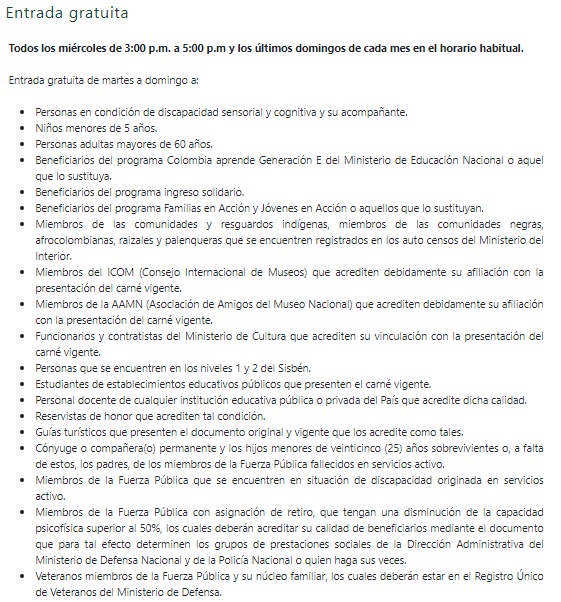 Entrada gratuita
Todos los miércoles de 3:00 p.m. a 5:00 p.m y los últimos domingos de cada mes en el horario habitual.
Entrada gratuita de martes a domingo a:
• Personas en condición de discapacidad sensorial y cognitiva y su acompañante.
• Niños menores de 5 años.
• Personas adultas mayores de 60 años.
• Beneficiarios del programa Colombia aprende Generación E del Ministerio de Educación Nacional o aquel
que lo sustituya.
• Beneficiarios del programa ingreso solidario.
• Beneficiarios del programa Familias en Acción y Jóvenes en Acción o aquellos que lo sustituyan.
• Miembros de las comunidades y resguardos indígenas, miembros de las comunidades negras,
afrocolombianas, raizales y palenqueras que se encuentren registrados en los auto censos del Ministerio del
Interior.
• Miembros del ICOM (Consejo Internacional de Museos) que acrediten debidamente su afiliación con la
presentación del carné vigente.
• Miembros de la AAMN (Asociación de Amigos del Museo Nacional) que acrediten debidamente su afiliación
con la presentación del carné vigente.
• Funcionarios y contratistas del Ministerio de Cultura que acrediten su vinculación con la presentación del
carné vigente.
• Personas que se encuentren en los niveles 1 y 2 del Sisbén.
• Estudiantes de establecimientos educativos públicos que presenten el carné vigente.
• Personal docente de cualquier institución educativa pública o privada del País que acredite dicha calidad.
• Reservistas de honor que acrediten tal condición.
• Guías turísticos que presenten el documento original y vigente que los acredite como tales.
• Cónyuge o compañera(o) permanente y los hijos menores de veinticinco (25) años sobrevivientes o, a falta
de estos, los padres, de los miembros de la Fuerza Pública fallecidos en servicios activo.
• Miembros de la Fuerza Pública que se encuentren en situación de discapacidad originada en servicios
activo.
• Miembros de la Fuerza Pública con asignación de retiro, que tengan una disminución de la capacidad
psicofísica superior al 50%, los cuales deberán acreditar su calidad de beneficiarios mediante el documento
que para tal efecto determinen los grupos de prestaciones sociales de la Dirección Administrativa del
Ministerio de Defensa Nacional y de la Policía Nacional o quien haga sus veces.
• Veteranos miembros de la Fuerza Pública y su núcleo familiar, los cuales deberán estar en el Registro Único
de Veteranos del Ministerio de Defensa.